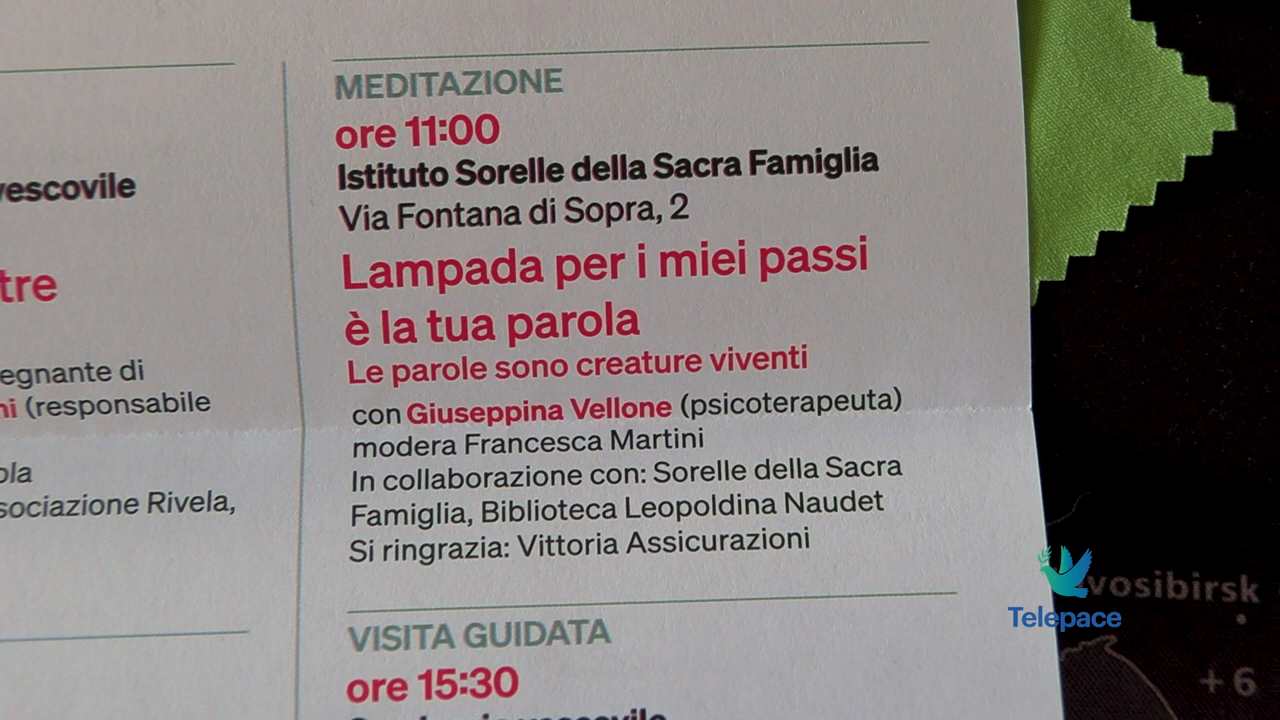 vescovile
tre
egnante di
ni (responsabile
ola
sociazione Rivela,
MEDITAZIONE
ore 11:00
Istituto Sorelle della Sacra Famiglia
Via Fontana di Sopra, 2
Lampada per i miei passi
è la tua parola
Le parole sono creature viventi
con Giuseppina Vellone (psicoterapeuta)
modera Francesca Martini
In collaborazione con: Sorelle della Sacra
Famiglia, Biblioteca Leopoldina Naudet
Si ringrazia: Vittoria Assicurazioni
VISITA GUIDATA
ore 15:30
vosibirsk
Telepace
+6